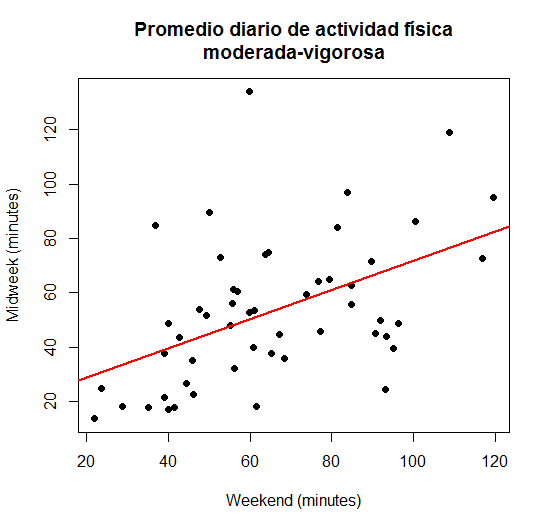 Promedio diario de actividad física
moderada-vigorosa
Midweek (minutes)
120
100
80
60
40
20
20 40 60 80 100 120
Weekend (minutes)